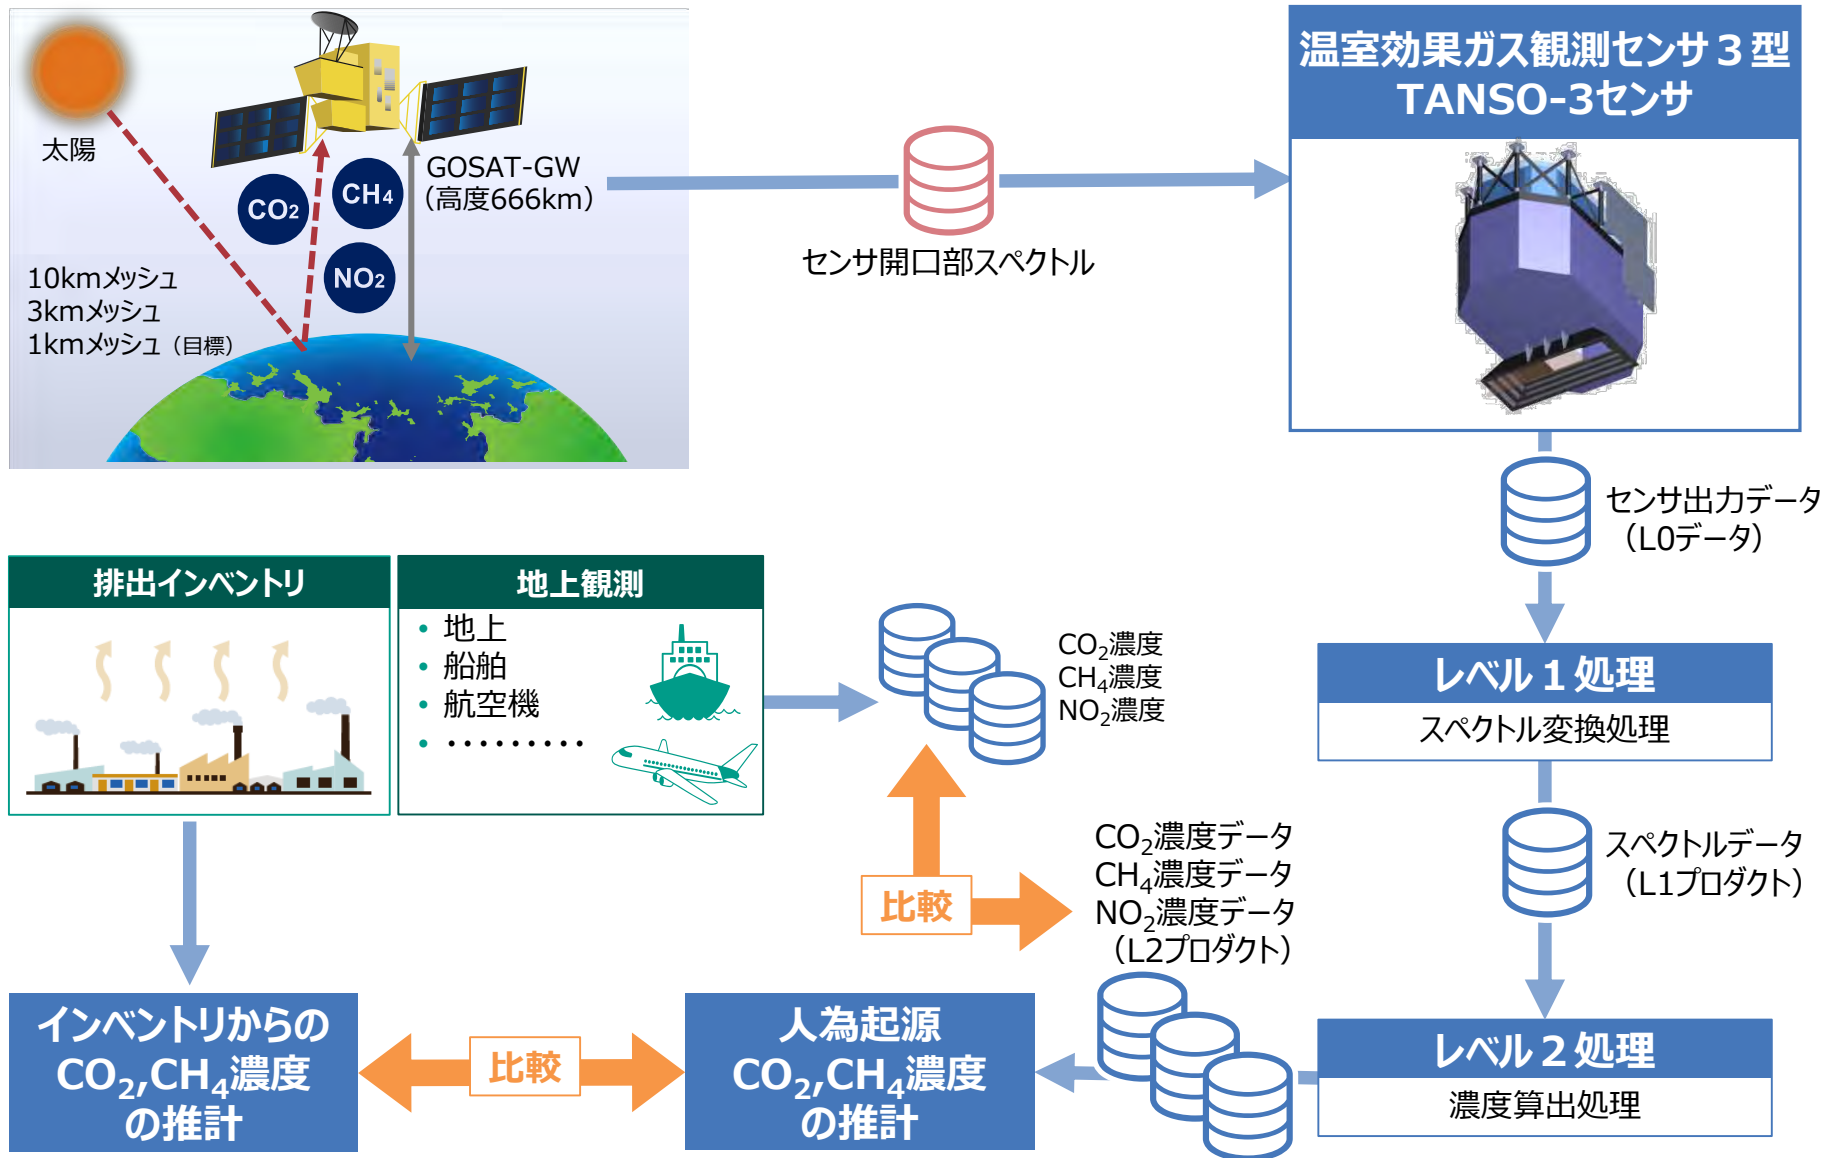 太陽
CO₂
CH₄
NO₂
GOSAT-GW
（高度666km）
10kmメッシュ
3kmメッシュ
1kmメッシュ（目標）
センサ開口部スペクトル
温室効果ガス観測センサ３型
TANSO-3センサ
センサ出力データ
（L0データ）
排出インベントリ
地上観測
• 地上
• 船舶
• 航空機
• ・・・・・・・・・
CO₂濃度
CH₄濃度
NO₂濃度
レベル１処理
スペクトル変換処理
スペクトルデータ
（L1プロダクト）
比較
CO₂濃度データ
CH₄濃度データ
NO₂濃度データ
（L2プロダクト）
レベル２処理
濃度算出処理
インベントリからの
CO₂,CH₄濃度
の推計
比較
人為起源
CO₂,CH₄濃度
の推計